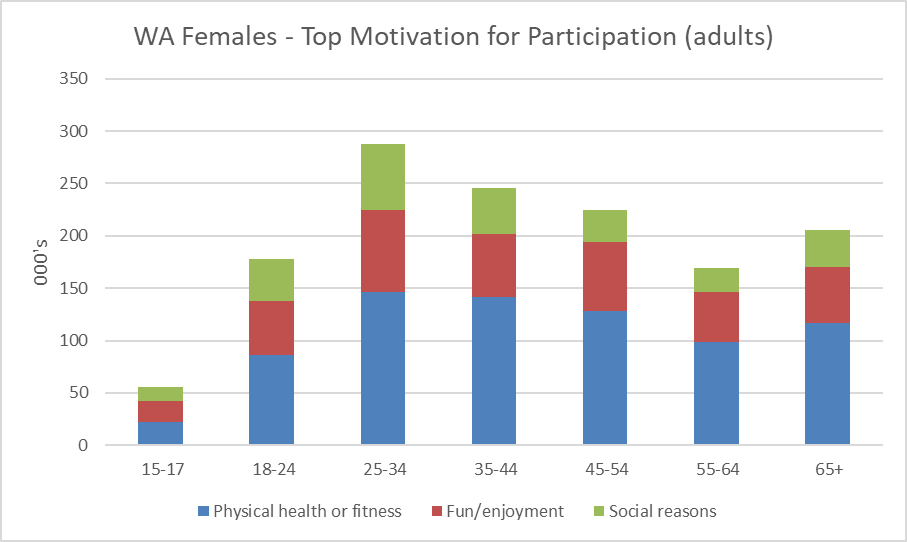 WA Females - Top Motivation for Participation (adults)
350
300
250
200
150
100
50
0
000's
15-17 18-24 25-34 35-44 45-54 55-64 65+
Physical health or fitness Fun/enjoyment Social reasons